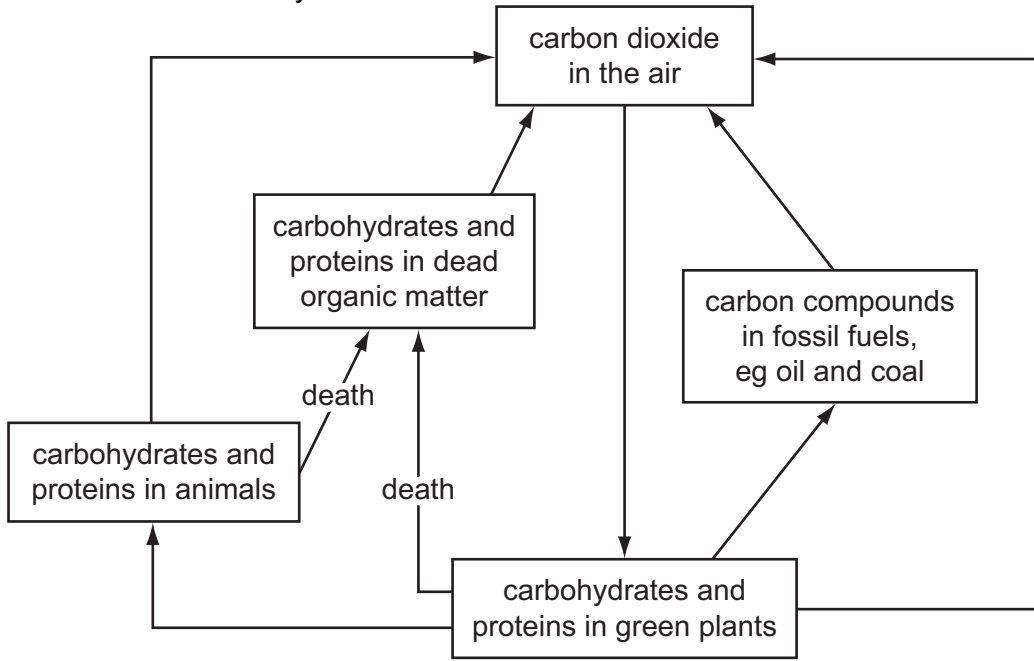 carbon dioxide
in the air
carbohydrates and
proteins in dead
organic matter
carbon compounds
in fossil fuels,
eg oil and coal
death
carbohydrates and
proteins in animals
death
carbohydrates and
proteins in green plants